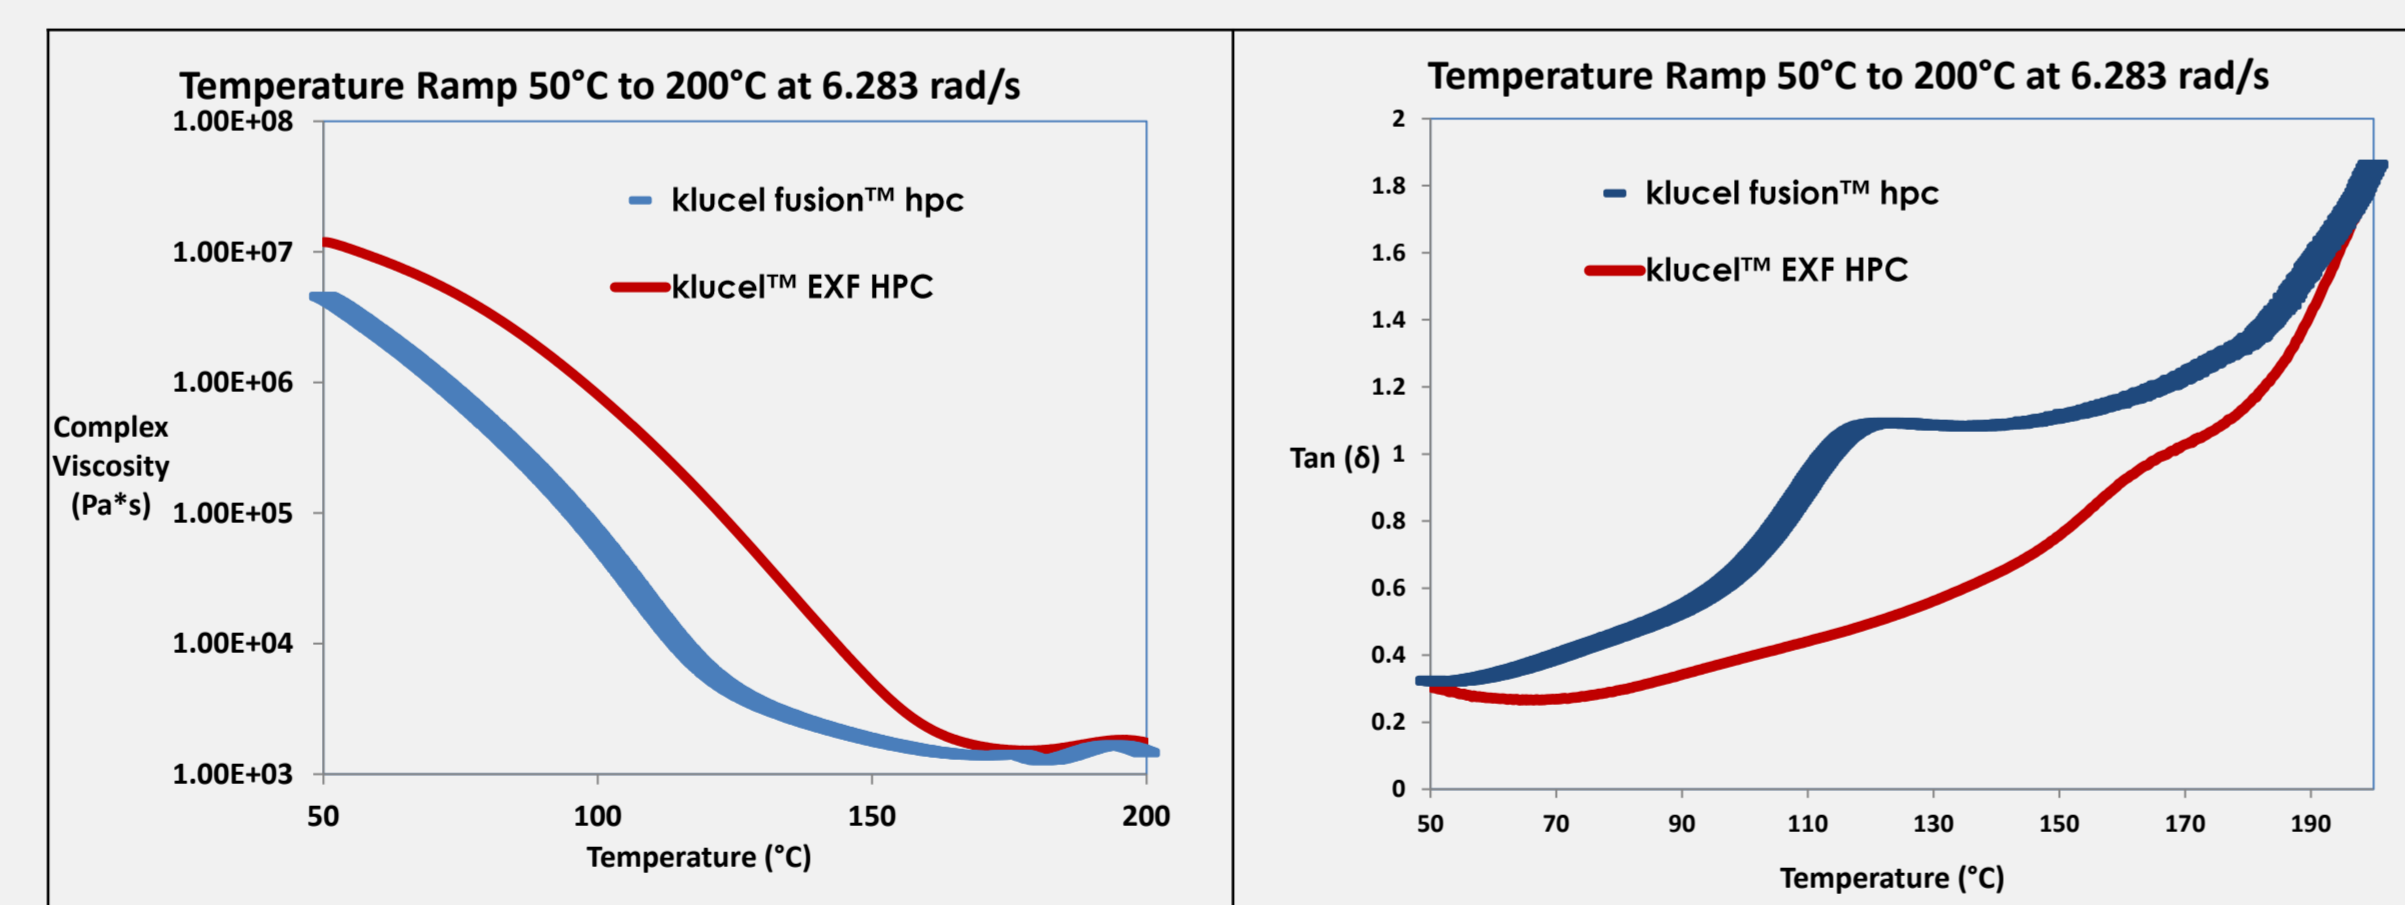 Temperature Ramp 50°C to 200°C at 6.283 rad/s
1.00E+08
1.00E+07
1.00E+06
1.00E+05
1.00E+04
1.00E+03
Complex
Viscosity
(Pa*s)
klucel fusion™ hpc
klucel™ EXF HPC
50 100 150 200
Temperature (°C)
Temperature Ramp 50°C to 200°C at 6.283 rad/s
2
1.8
1.6
1.4
1.2
1
0.8
0.6
0.4
0.2
0
Tan (δ)
klucel fusion™ hpc
klucel™ EXF HPC
50 70 90 110 130 150 170 190
Temperature (°C)